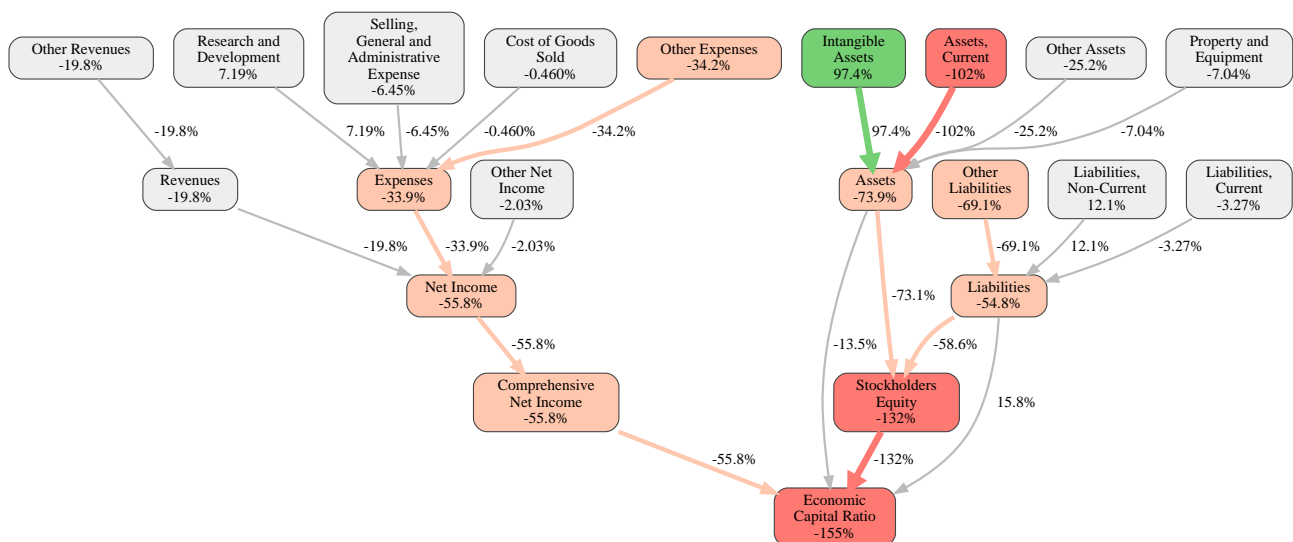 Other Revenues
-19.8%
Research and
Development
7.19%
Selling,
General and
Administrative
Expense
-6.45%
Cost of Goods
Sold
-0.460%
Other Expenses
-34.2%
Intangible
Assets
97.4%
Assets,
Current
-102%
Other Assets
-25.2%
Property and
Equipment
-7.04%
-19.8%
7.19%
-6.45%
-0.460%
-34.2%
97.4%
-102%
-25.2%
-7.04%
Revenues
-19.8%
Expenses
-33.9%
Other Net
Income
-2.03%
Assets
-73.9%
Other
Liabilities
-69.1%
Liabilities,
Non-Current
12.1%
Liabilities,
Current
-3.27%
-19.8%
-33.9%
-2.03%
-69.1%
12.1%
-3.27%
Net Income
-55.8%
Liabilities
-54.8%
-73.1%
-55.8%
-13.5%
-58.6%
Comprehensive
Net Income
-55.8%
Stockholders
Equity
-132%
15.8%
-55.8%
-132%
Economic
Capital Ratio
-155%